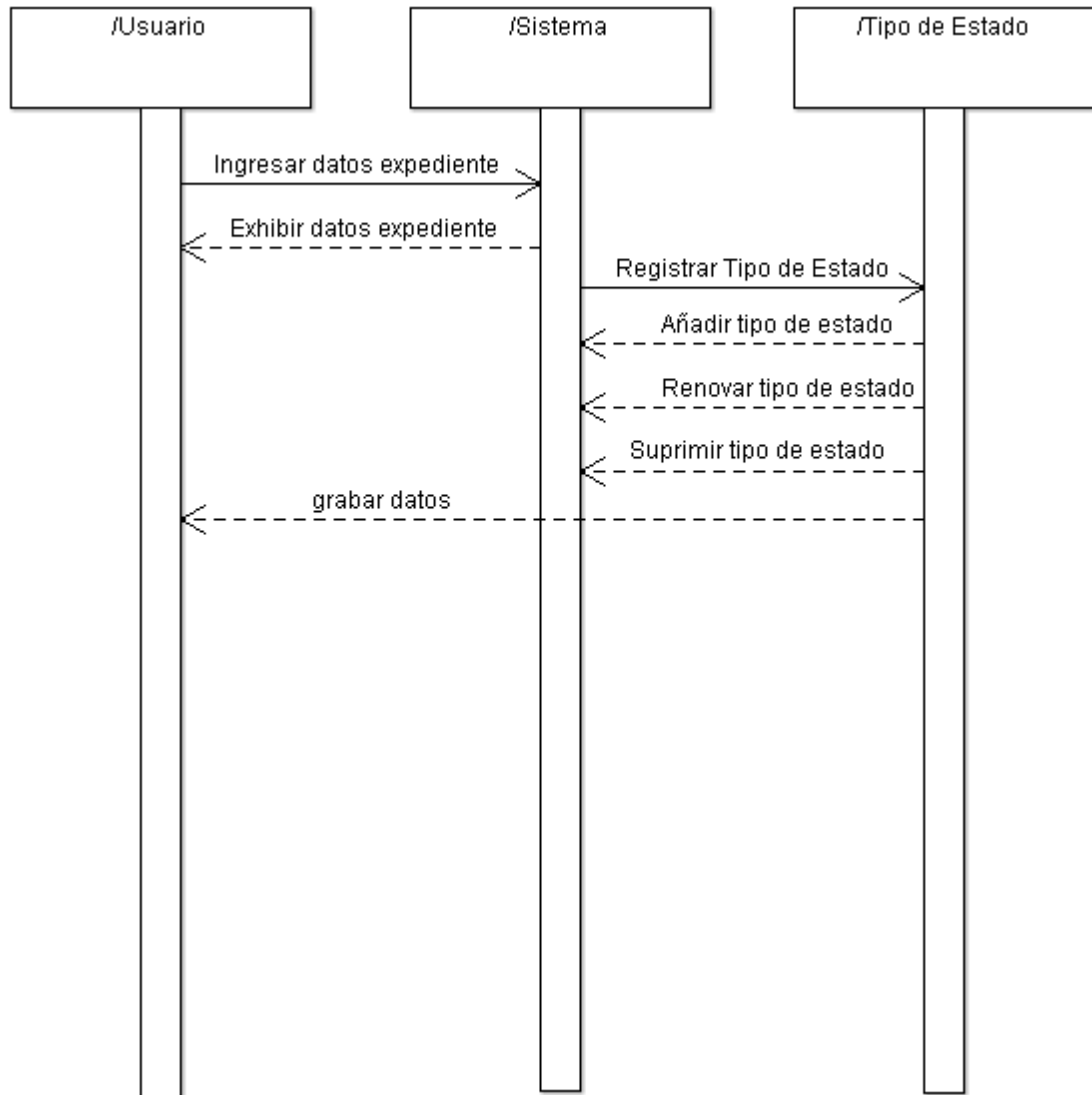 /Usuario
/Sistema
/Tipo de Estado
Ingresar datos expediente
Exhibir datos expediente
Registrar Tipo de Estado
Añadir tipo de estado
Renovar tipo de estado
Suprimir tipo de estado
grabar datos